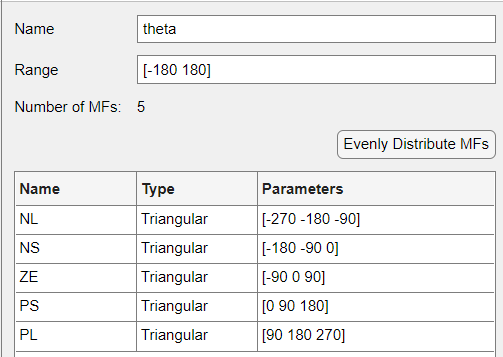 Name theta
Range [-180 180]
Number of MFs: 5
Evenly Distribute MFs
Name Type Parameters
NL Triangular [-270 -180 -90]
NS Triangular [-180 -90 0]
ZE Triangular [-90 0 90]
PS Triangular [0 90 180]
PL Triangular [90 180 270]